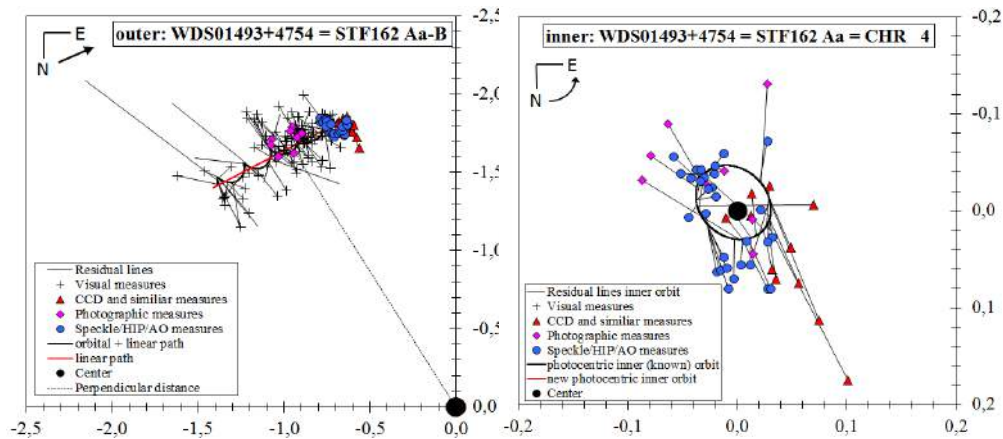 outer: WDS01493+4754 = STF162 Aa-B
E
N
-2,5
-2,0
-1,5
-1,0
-0,5
0,0
Residual lines
Visual measures
CCD and similiar measures
Photographic measures
Speckle/HIP/AO measures
orbital + linear path
linear path
Center
Perpendicular distance
-2,5
-2,0
-1,5
-1,0
-0,5
0,0
inner: WDS01493+4754 = STF162 Aa = CHR 4
E
N
-0,2
-0,1
0,0
0,1
0,2
Residual lines inner orbit
CCD and similiar measures
Photographic measures
Speckle/HIP/AO measures
photocentric inner (known) orbit
new photocentric inner orbit
Center
-0,2
-0,1
0,0
0,1
0,2